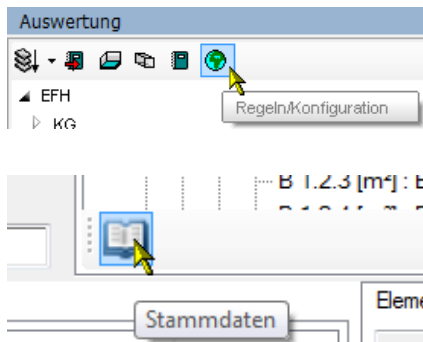 Auswertung
EFH
Regeln/Konfiguration
KG
B 1.2.3 [m²] : E
Eleme
Stammdaten